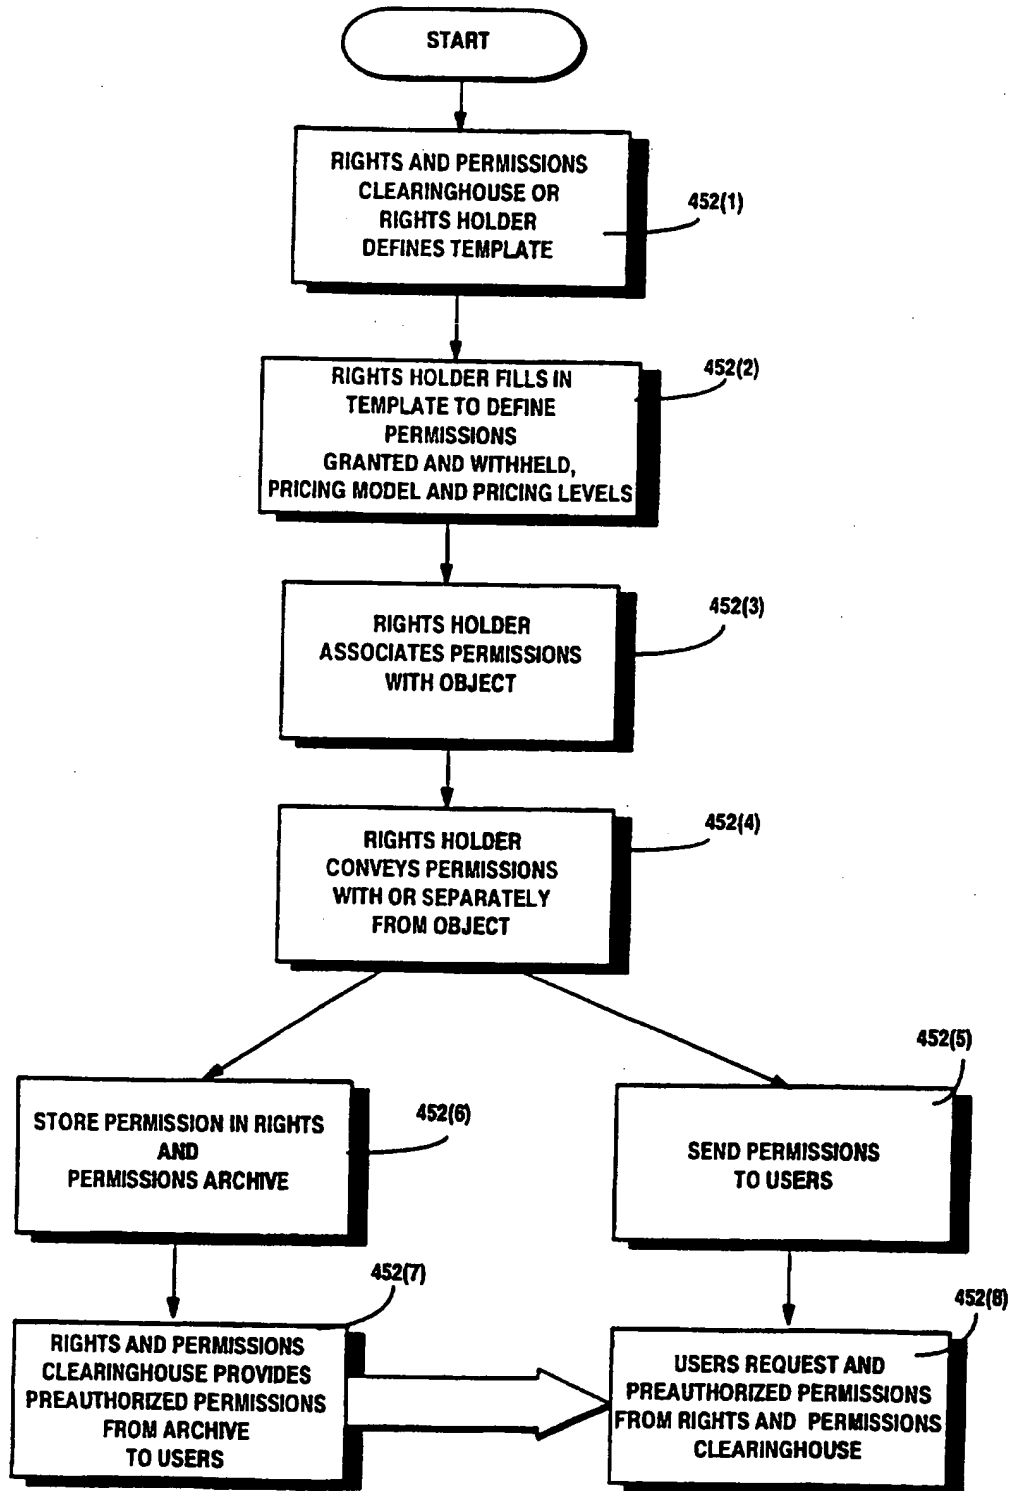 START
RIGHTS AND PERMISSIONS
CLEARINGHOUSE OR
RIGHTS HOLDER
DEFINES TEMPLATE
452(1)
RIGHTS HOLDER FILLS IN
TEMPLATE TO DEFINE
PERMISSIONS
GRANTED AND WITHHELD,
PRICING MODEL AND PRICING LEVELS
452(2)
RIGHTS HOLDER
ASSOCIATES PERMISSIONS
WITH OBJECT
452(3)
RIGHTS HOLDER
CONVEYS PERMISSIONS
WITH OR SEPARATELY
FROM OBJECT
452(4)
STORE PERMISSION IN RIGHTS
AND
PERMISSIONS ARCHIVE
452(6)
SEND PERMISSIONS
TO USERS
452(5)
RIGHTS AND PERMISSIONS
CLEARINGHOUSE PROVIDES
PREAUTHORIZED PERMISSIONS
FROM ARCHIVE
TO USERS
452(7)
USERS REQUEST AND
PREAUTHORIZED PERMISSIONS
FROM RIGHTS AND PERMISSIONS
CLEARINGHOUSE
452(8)